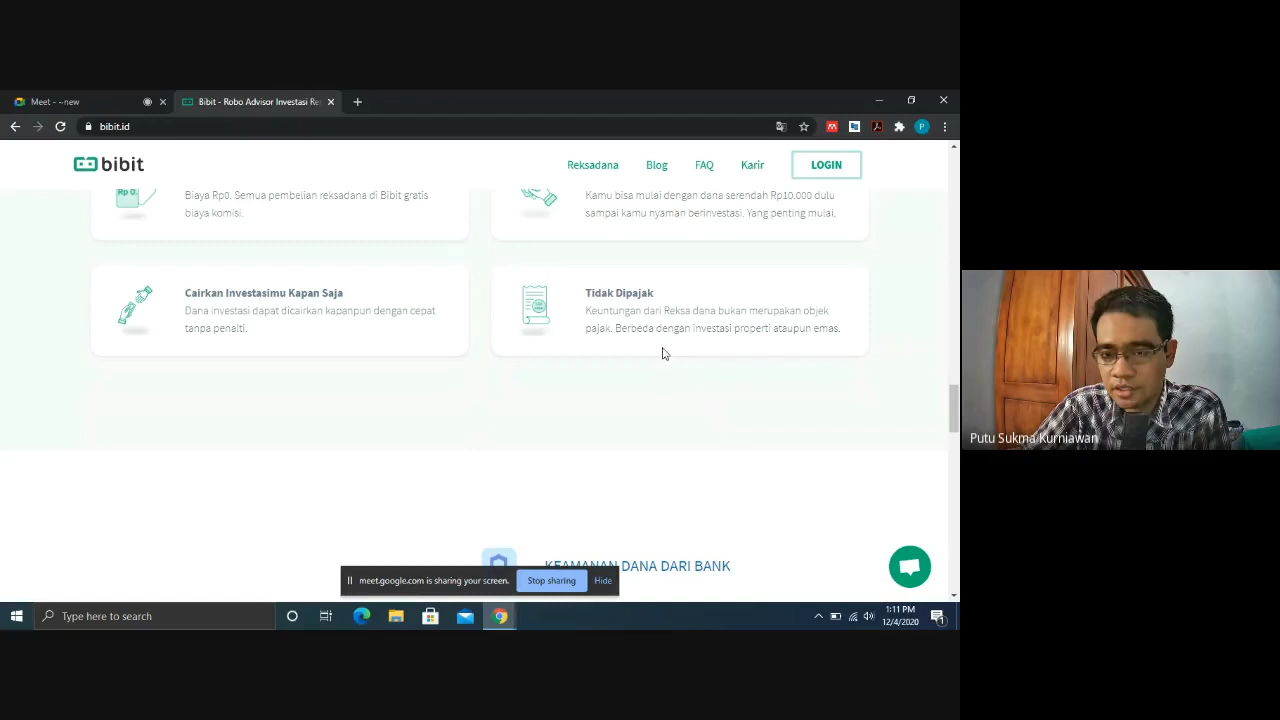 Meet - ~new
Bibit - Robo Advisor Investasi Re
bibit.id
bibit
Reksadana
Blog
FAQ
Karir
LOGIN
Rp 0
Biaya Rp0. Semua pembelian reksadana di Bibit gratis
biaya komisi.
Kamu bisa mulai dengan dana serendah Rp10.000 dulu
sampai kamu nyaman berinvestasi. Yang penting mulai.
Cairkan Investasimu Kapan Saja
Dana investasi dapat dicairkan kapanpun dengan cepat
tanpa penalti.
Tidak Dipajak
Keuntungan dari Reksa dana bukan merupakan objek
pajak. Berbeda dengan investasi properti ataupun emas.
Putu Sukma Kurniawan
KEAMANAN DANA DARI BANK
meet.google.com is sharing your screen.
Stop sharing
Hide
Type here to search
1:11 PM
12/4/2020
1
P